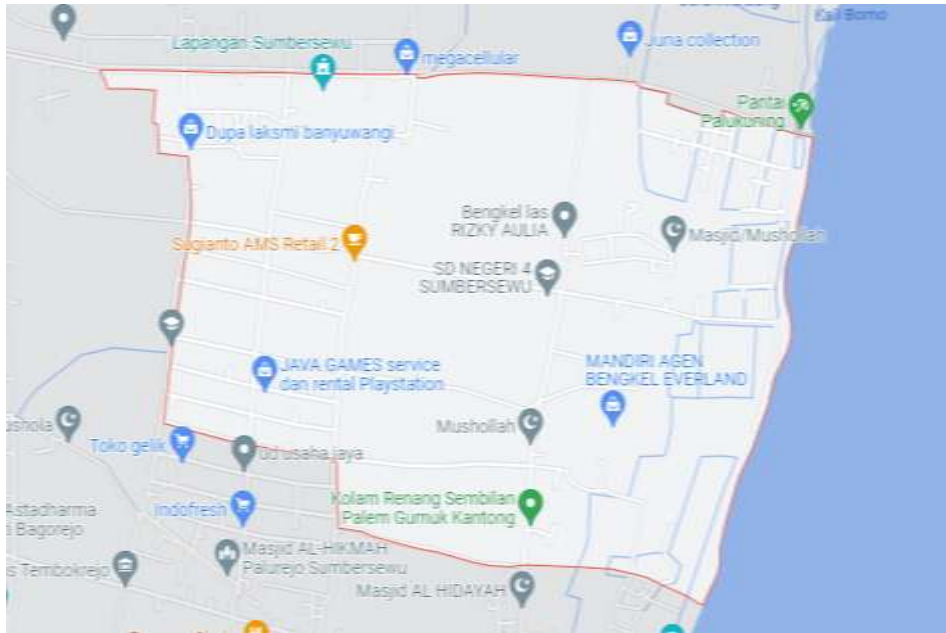 Kali Bomo
Lapangan Sumbersewu
megacellular
Juna collection
Pantai
Palukuning
Dupa laksmi banyuwangi
Bengkel las
RIZKY AULIA
Masjid/Mushollah
Sugianto AMS Retail 2
SD NEGERI 4
SUMBERSEWU
JAVA GAMES service
dan rental Playstation
MANDIRI AGEN
BENGKEL EVERLAND
ushola
Mushollah
Toko gelik
ud usaha jaya
Kolam Renang Sembilan
Palem Gumuk Kantong
Indofresh
Astadharma
Bagorejo
Masjid AL-HIKMAH
Palurejo Sumbersewu
s Tembokrejo
Masjid AL HIDAYAH